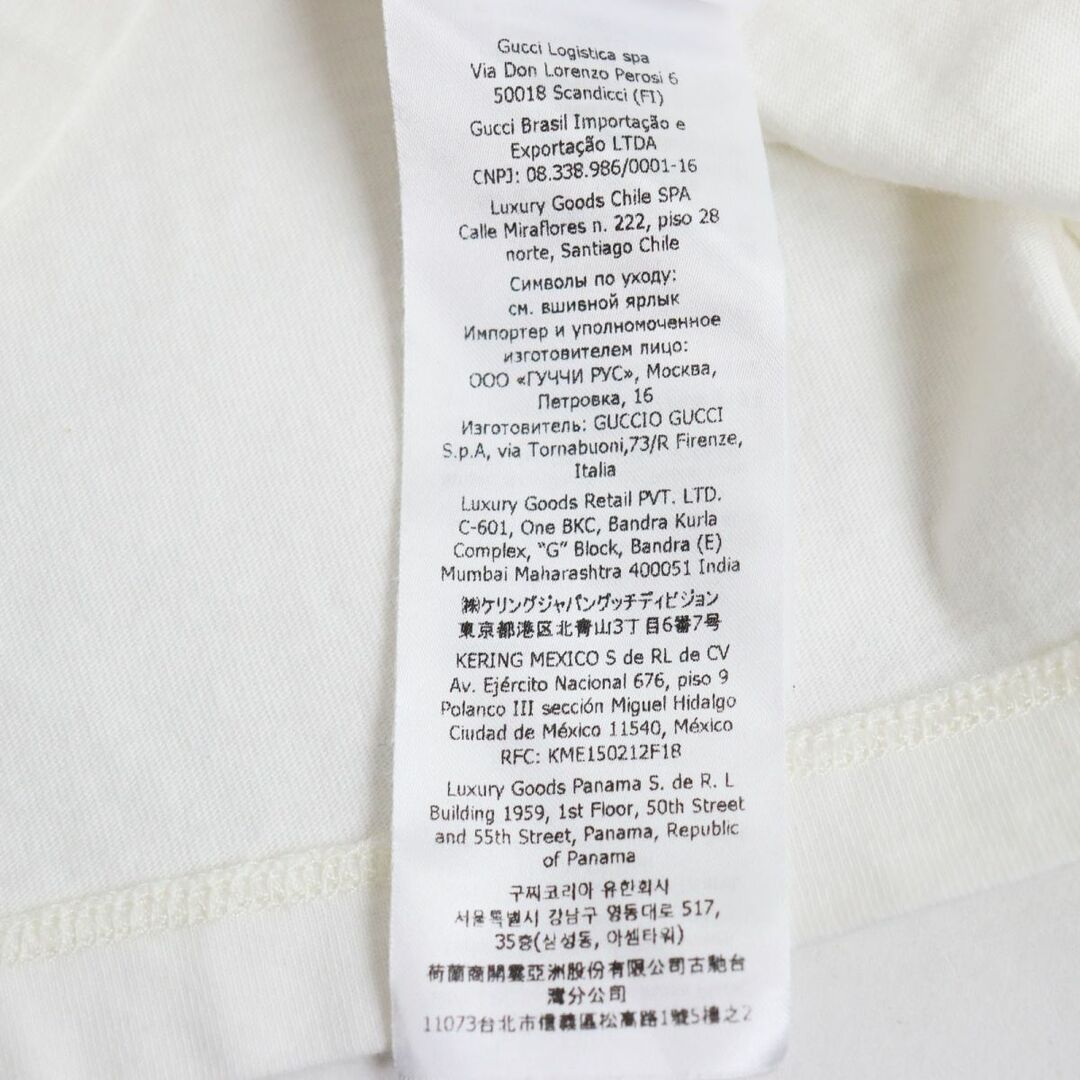 Gucci Logistica spa
Via Don Lorenzo Perosi 6
50018 Scandicci (FI)
Gucci Brasil Importação e
Exportação LTDA
CNPJ: 08.338.986/0001-16
Luxury Goods Chile SPA
Calle Miraflores n. 222, piso 28
norte, Santiago Chile
Символы по уходу:
см. вшивной ярлык
Импортер и уполномоченное
изготовителем лицо:
ООО «ГУЧЧИ РУС», Москва,
Петровка, 16
Изготовитель: GUCCIO GUCCI
S.p.A, via Tornabuoni,73/R Firenze,
Italia
Luxury Goods Retail PVT. LTD.
C-601, One BKC, Bandra Kurla
Complex, "G" Block, Bandra (E)
Mumbai Maharashtra 400051 India
㈱ケリングジャパングッチディビジョン
東京都港区北青山3丁目6番7号
KERING MEXICO S de RL de CV
Av. Ejército Nacional 676, piso 9
Polanco III sección Miguel Hidalgo
Ciudad de México 11540, México
RFC: KME150212F18
Luxury Goods Panama S. de R. L
Building 1959, 1st Floor, 50th Street
and 55th Street, Panama, Republic
of Panama
구찌코리아 유한회사
서울특별시 강남구 영동대로 517,
35층(삼성동, 아셈타워)
荷蘭商開雲亞洲股份有限公司古馳台
灣分公司
11073台北市信義區松高路1號5樓之2